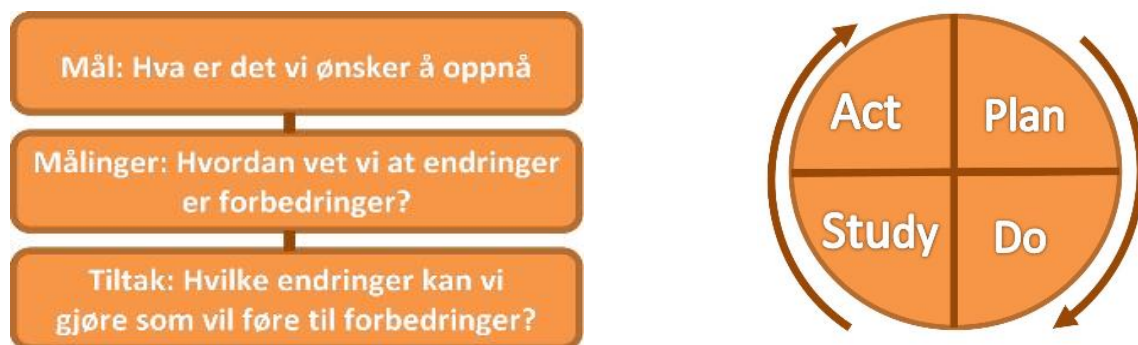 Mål: Hva er det vi ønsker å oppnå
Målinger: Hvordan vet vi at endringer
er forbedringer?
Tiltak: Hvilke endringer kan vi
gjøre som vil føre til forbedringer?
Act
Plan
Study
Do